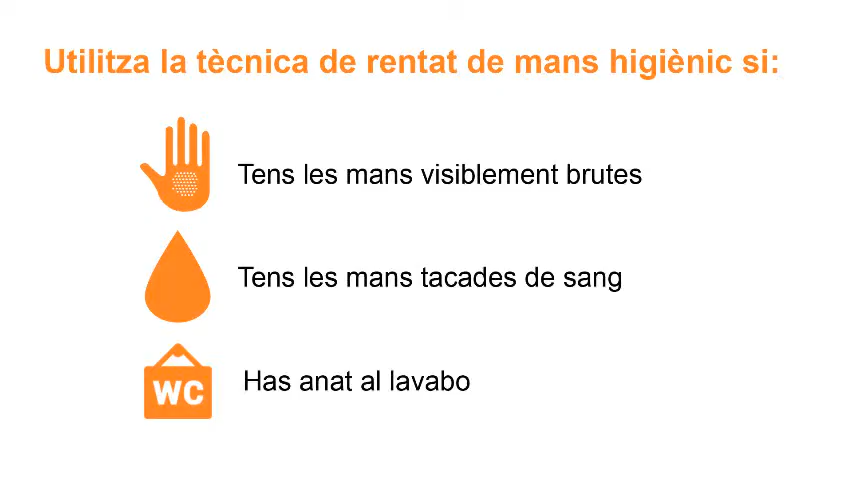 Utilitza la tècnica de rentat de mans higiènic si:
Tens les mans visiblement brutes
Tens les mans tacades de sang
WC
Has anat al lavabo